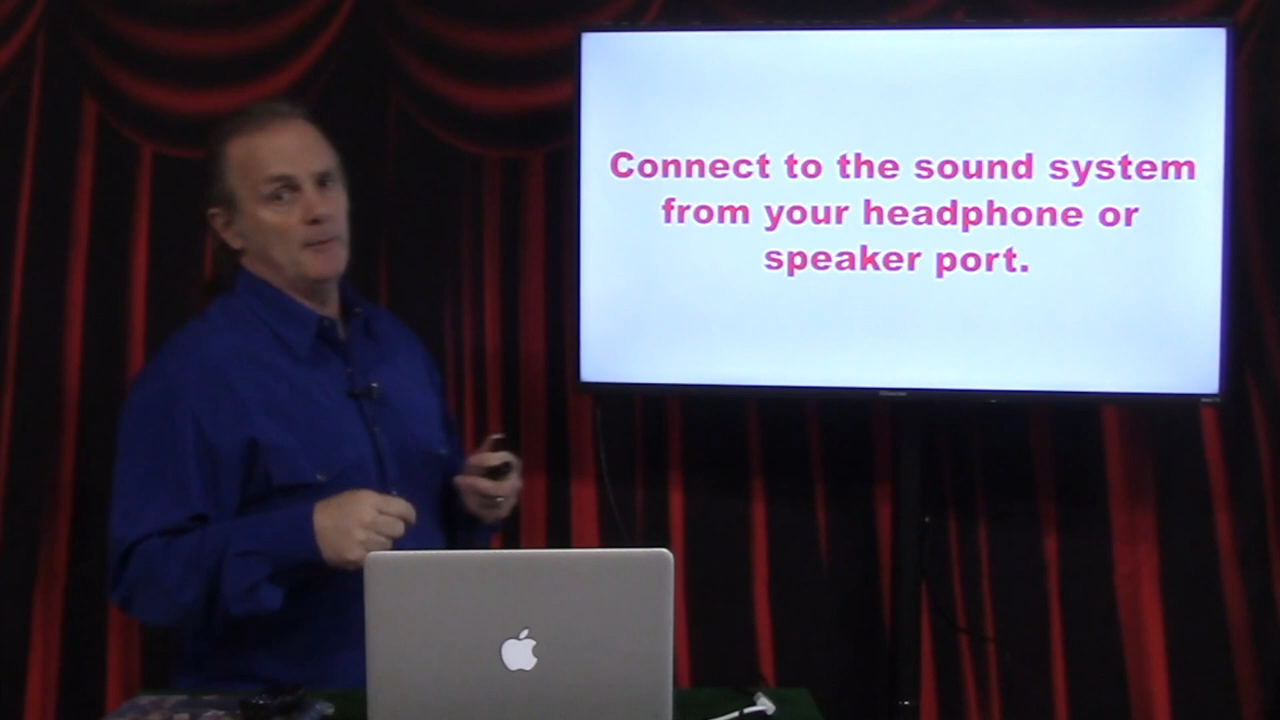 Connect to the sound system
from your headphone or
speaker port.